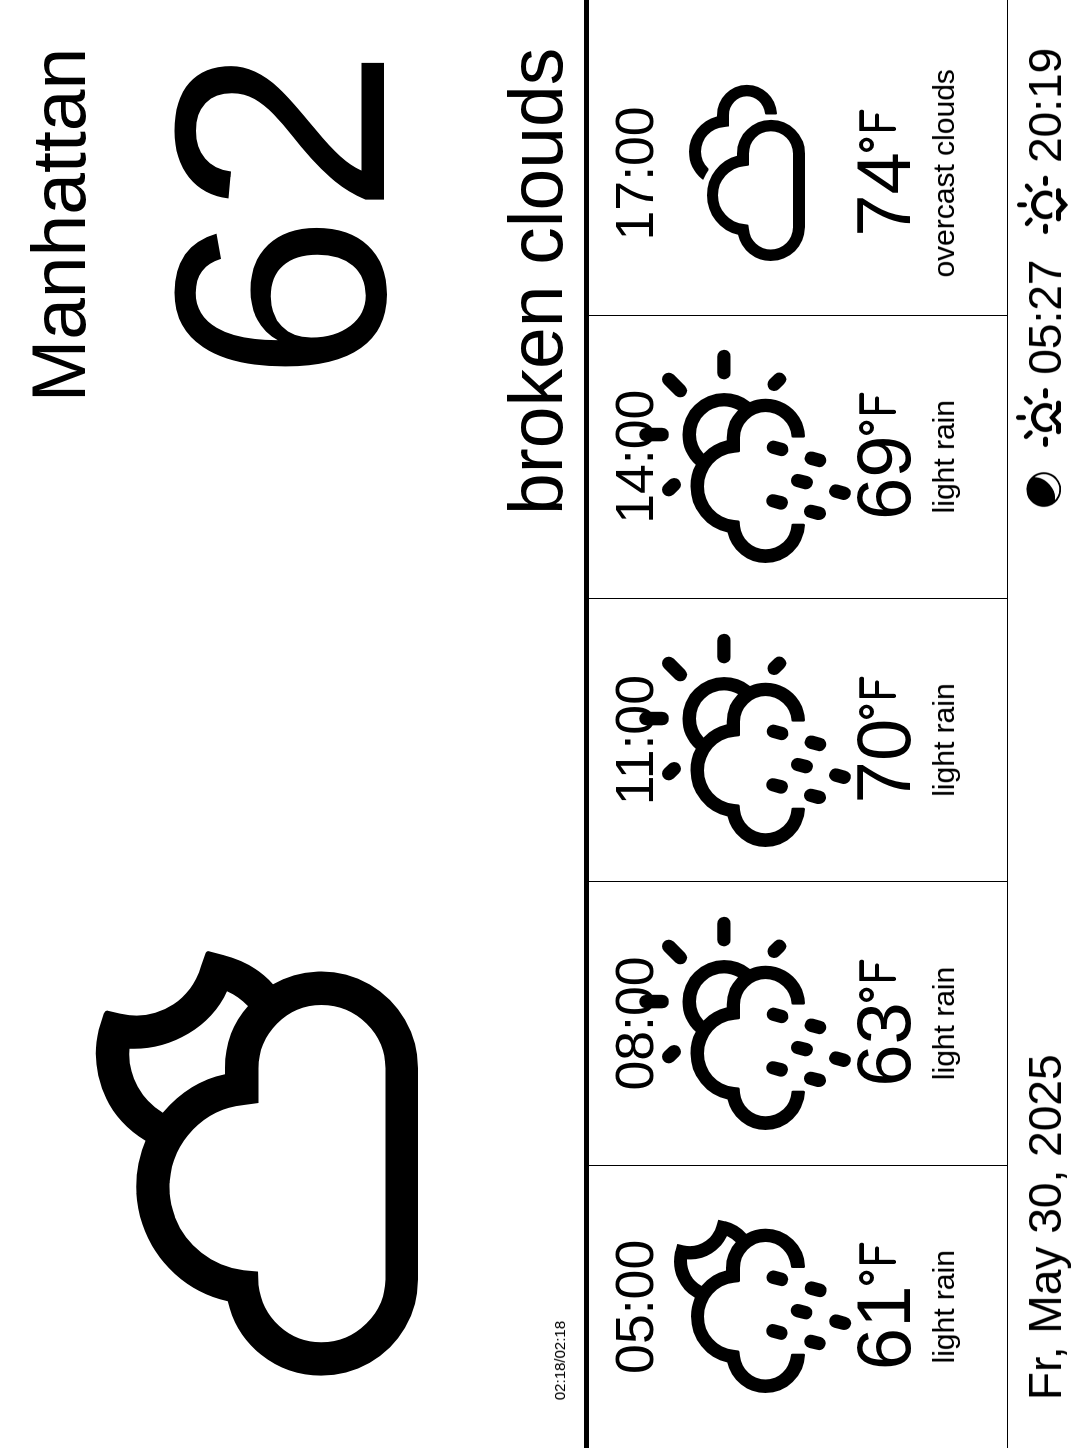 Manhattan
62
broken clouds
02:18/02:18
05:00 08:00 11:00 14:00 17:00
61°F 63°F 70°F 69°F 74°F
light rain light rain light rain light rain overcast clouds
Fr, May 30, 2025 05:27 20:19